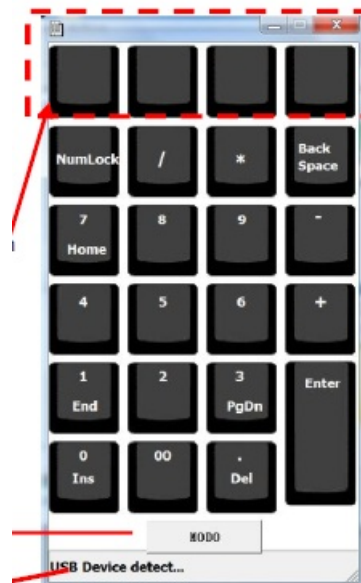 NumLock / * Back Space
7 Home 8 9 -
4 5 6 +
1 End 2 3 PgDn Enter
0 Ins 00 . Del
MODO
USB Device detect...